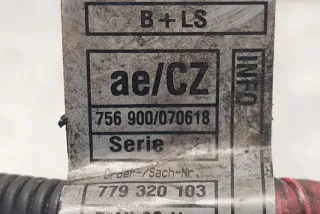 B+LS
ae/CZ
INFO
756 900/070618
Serie
Order-/Sach-Nr.
779 320 103